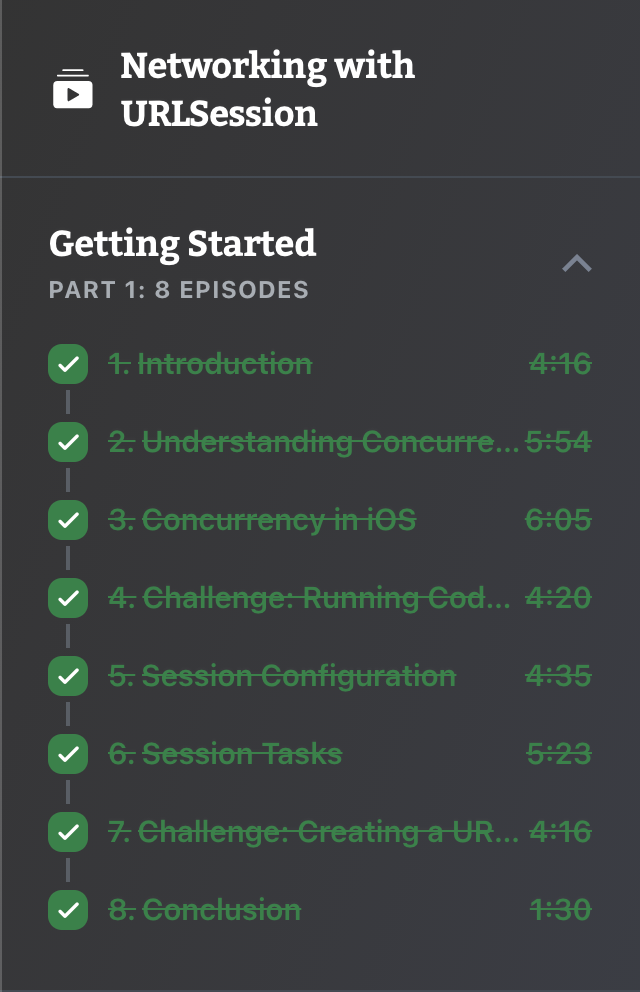 Networking with
URLSession
Getting Started
PART 1: 8 EPISODES
1. Introduction 4:16
2. Understanding Concurre... 5:54
3. Concurrency in iOS 6:05
4. Challenge: Running Cod... 4:20
5. Session Configuration 4:35
6. Session Tasks 5:23
7. Challenge: Creating a UR... 4:16
8. Conclusion 1:30